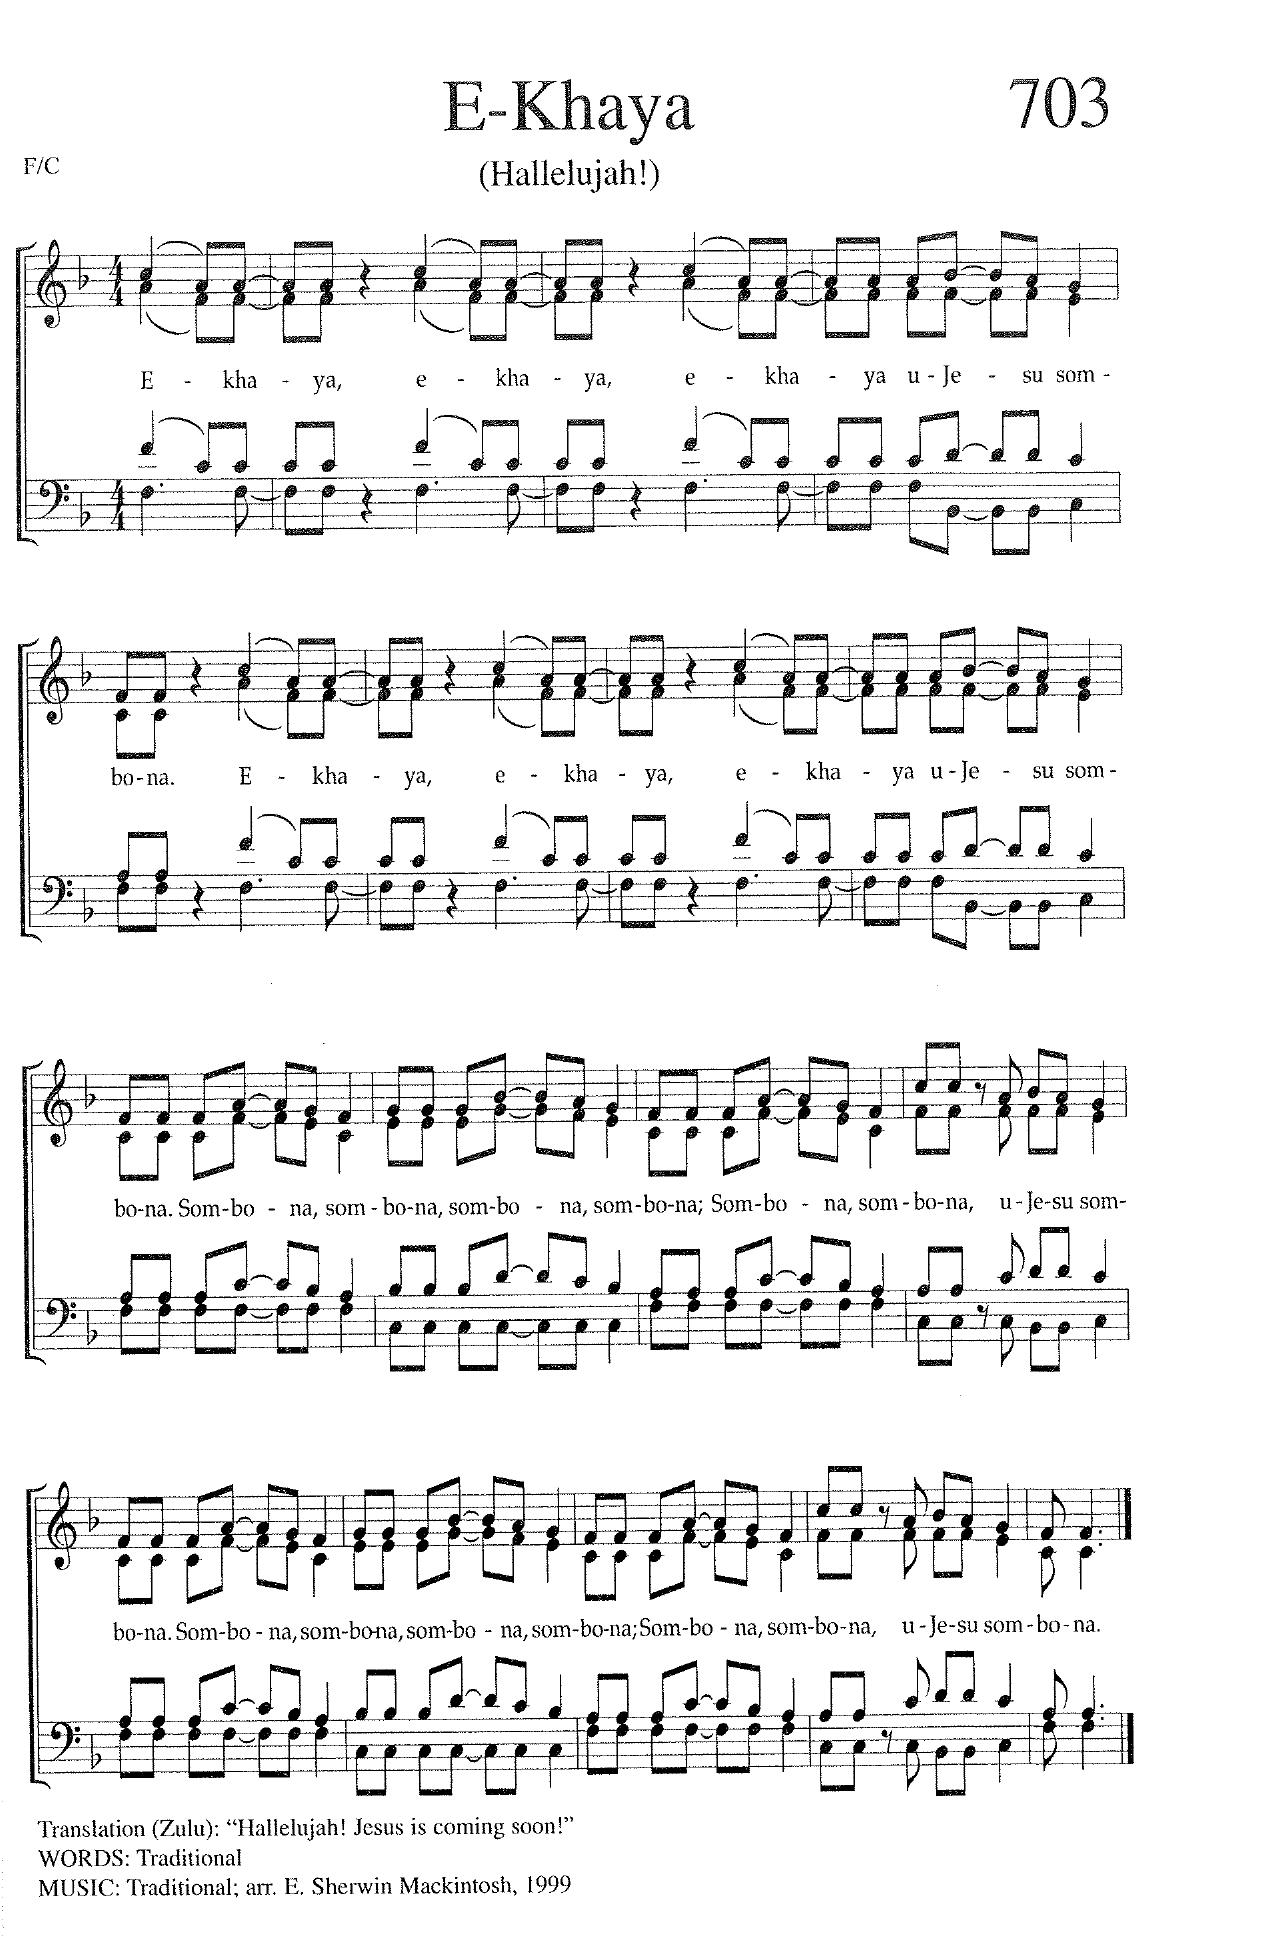 E-Khaya
703
F/C
(Hallelujah!)
E - kha - ya, e - kha - ya, e - kha - ya u-Je - su som-
bo-na. E - kha - ya, e - kha - ya, e - kha - ya u-Je - su som-
bo-na. Som-bo - na, som-bo-na, som-bo - na, som-bo-na; Som-bo - na, som-bo-na, u-Je-su som-
bo-na. Som-bo - na, som-bo-na, som-bo - na, som-bo-na; Som-bo - na, som-bo-na, u-Je-su som-bo-na.
Translation (Zulu): “Hallelujah! Jesus is coming soon!”
WORDS: Traditional
MUSIC: Traditional; arr. E. Sherwin Mackintosh, 1999